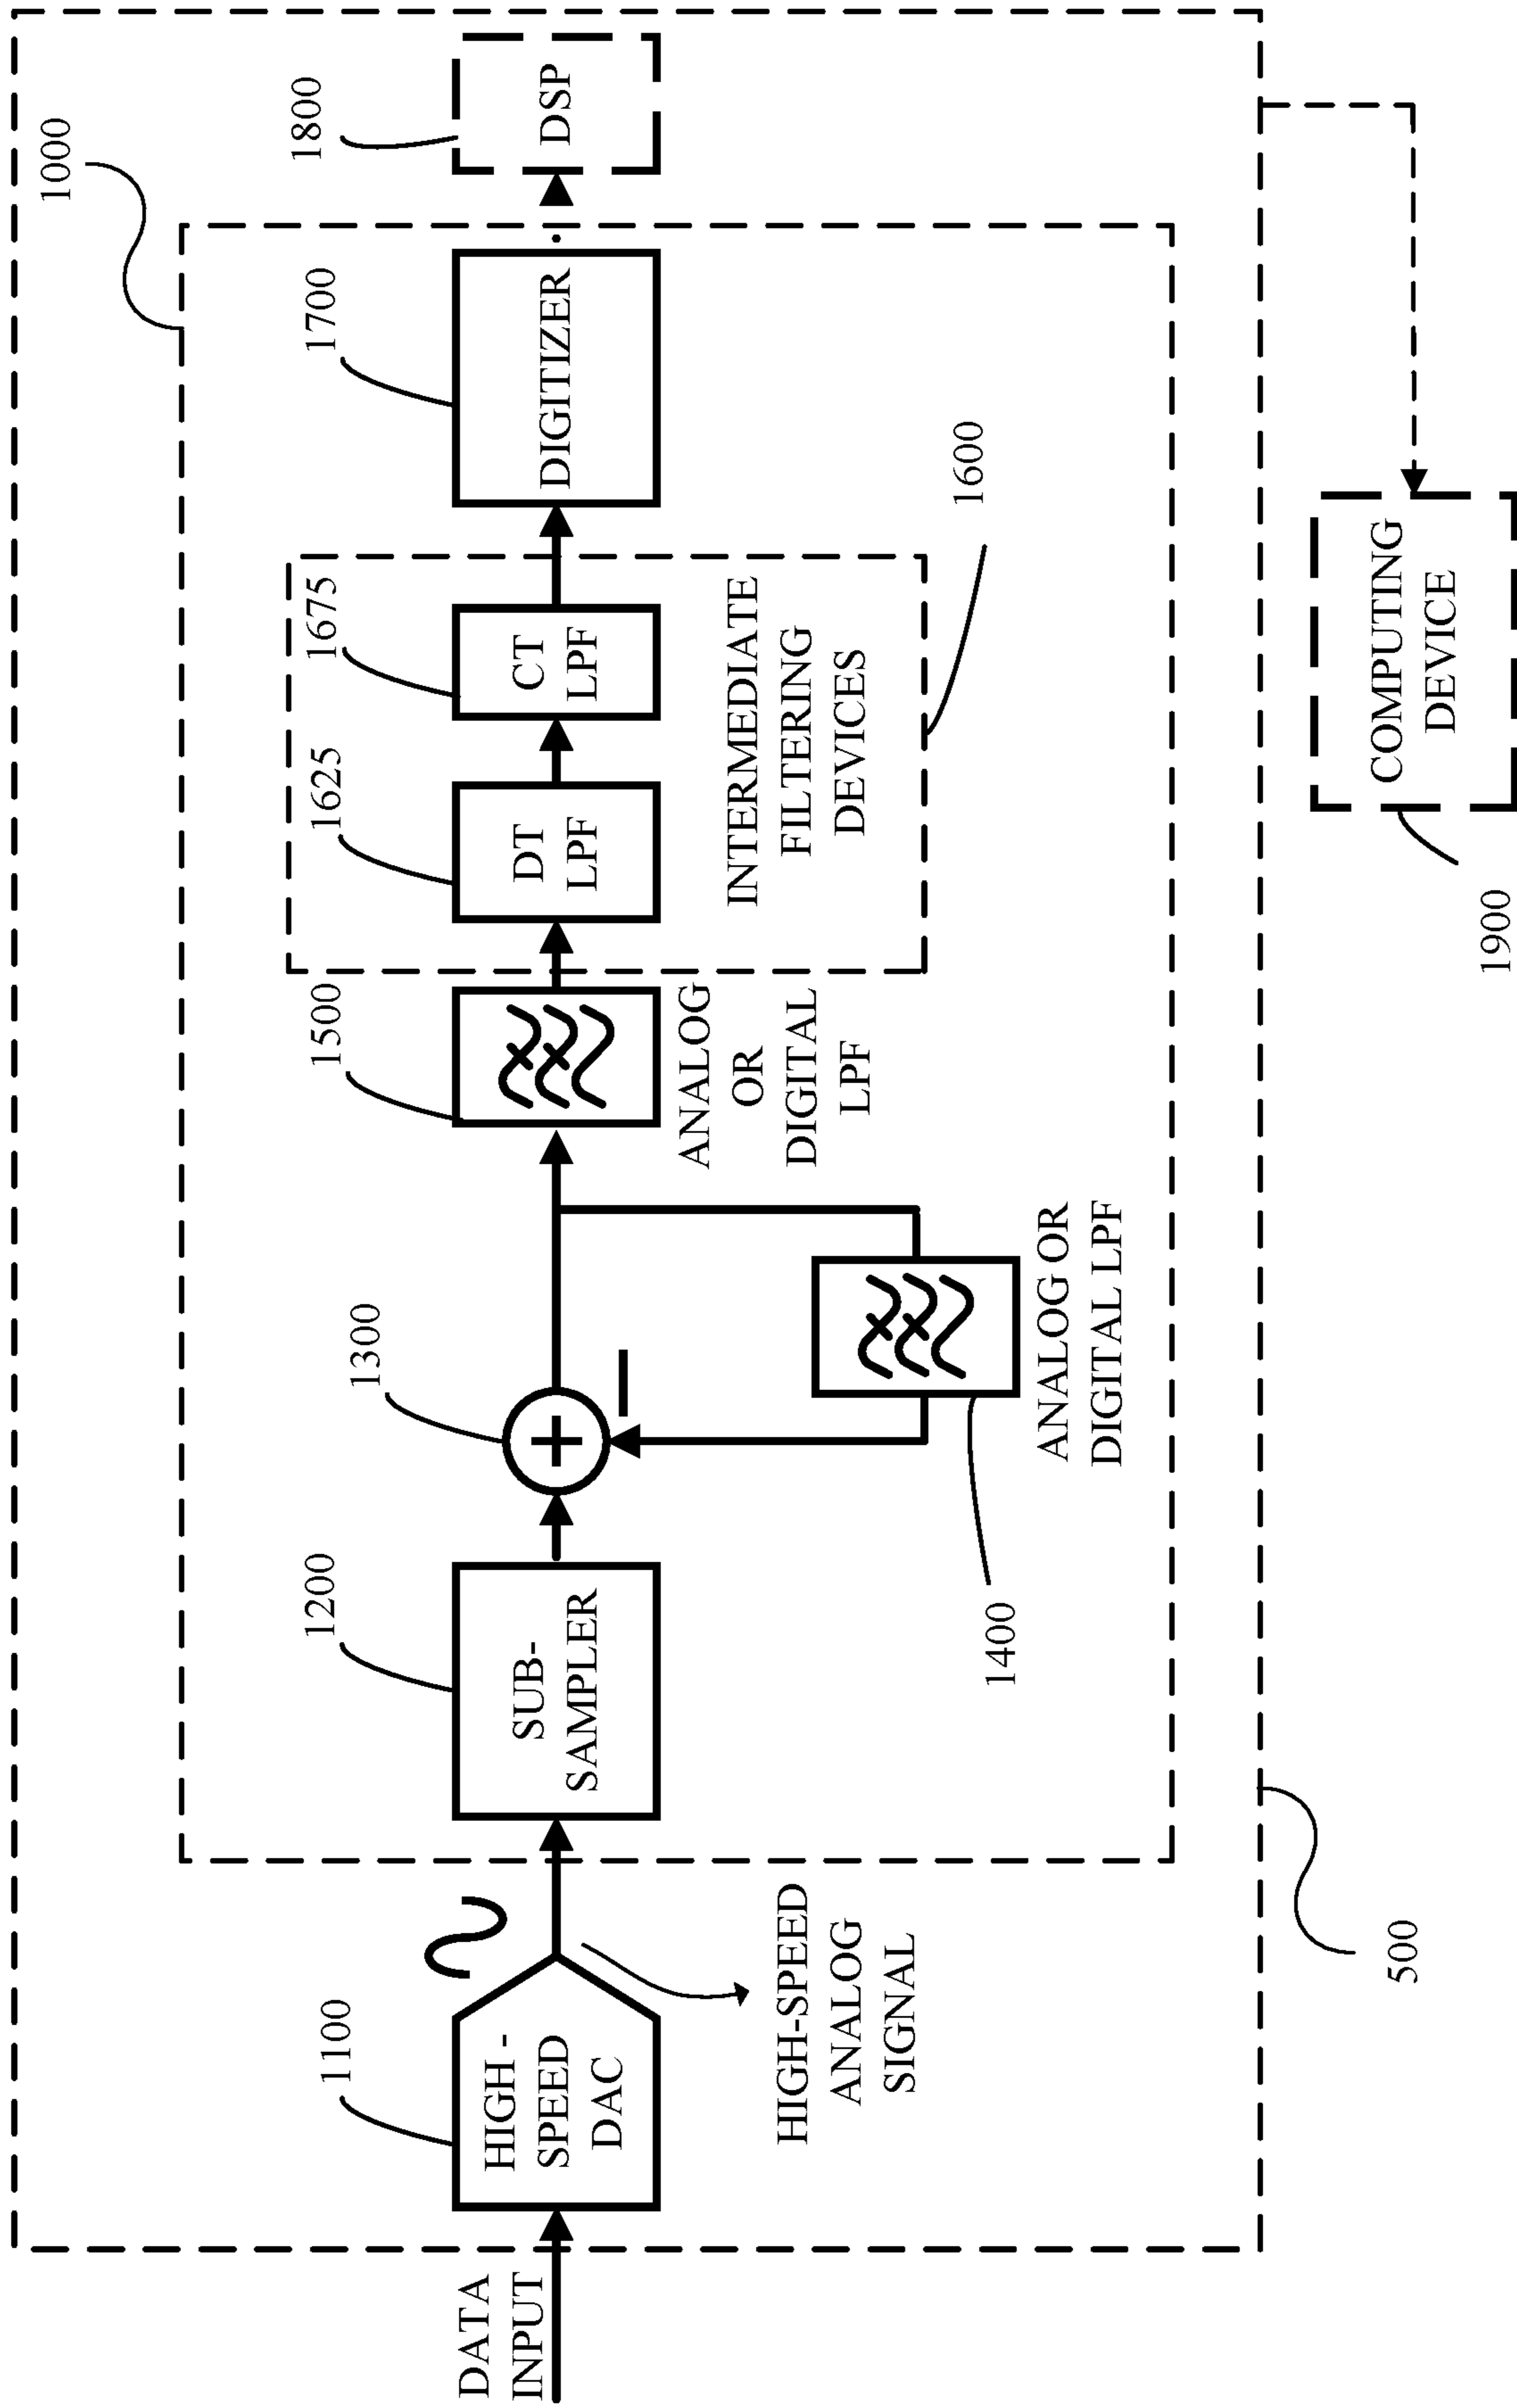 1000
1800
DSP
1700
DIGITIZER
1600
1675
CT
LPF
1625
DT
LPF
INTERMEDIATE
FILTERING
DEVICES
1500
ANALOG
OR
DIGITAL
LPF
1300
ANALOG OR
DIGITAL LPF
1400
1200
SUB-
SAMPLER
1100
HIGH -
SPEED
DAC
HIGH-SPEED
ANALOG
SIGNAL
DATA
INPUT
500
COMPUTING
DEVICE
1900